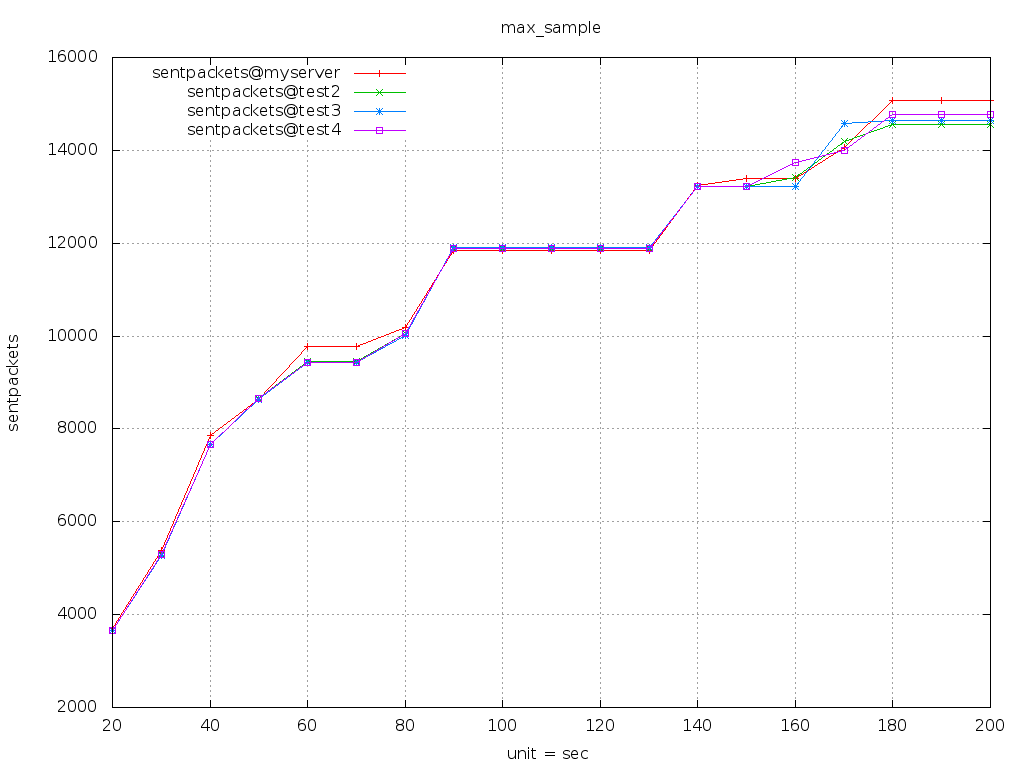 max_sample
16000
14000
12000
10000
8000
6000
4000
2000
sentpackets
sentpackets@myserver
sentpackets@test2
sentpackets@test3
sentpackets@test4
20 40 60 80 100 120 140 160 180 200
unit = sec